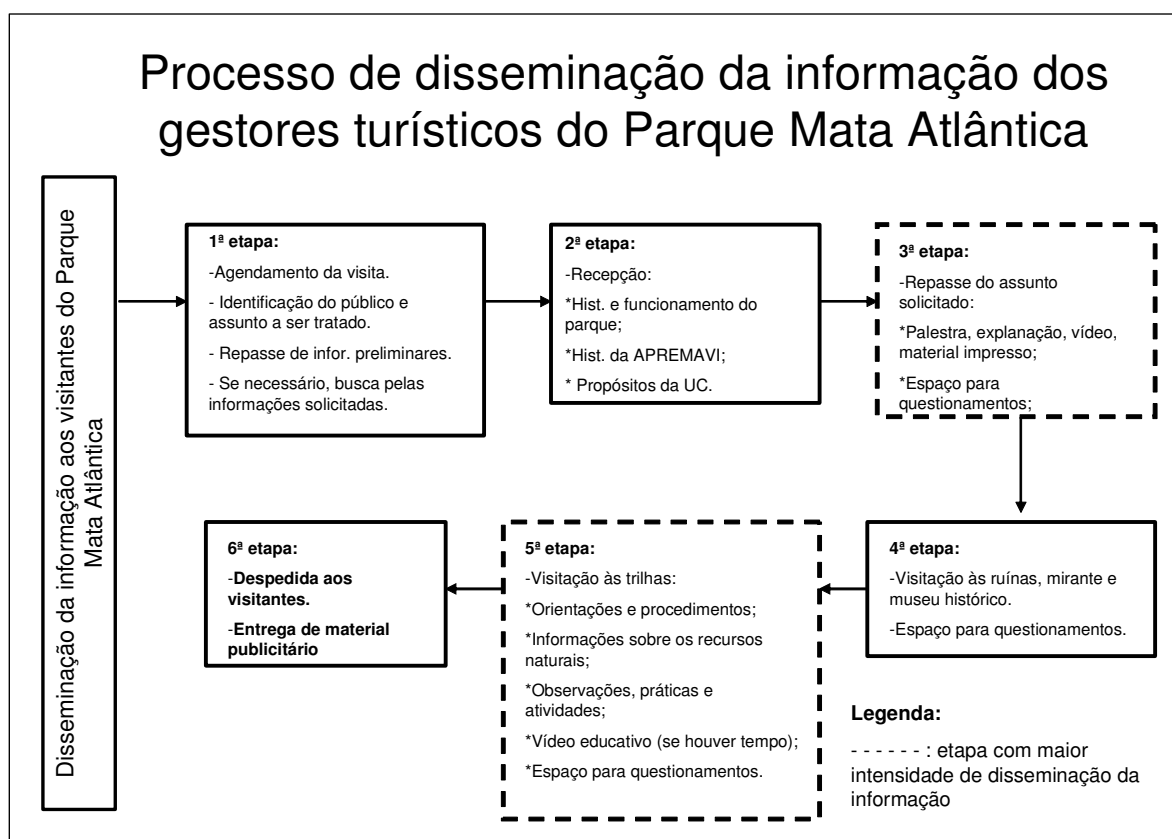 Processo de disseminação da informação dos
gestores turísticos do Parque Mata Atlântica
Disseminação da informação aos visitantes do Parque
Mata Atlântica
1ª etapa:
-Agendamento da visita.
- Identificação do público e
assunto a ser tratado.
- Repasse de infor. preliminares.
- Se necessário, busca pelas
informações solicitadas.
2ª etapa:
-Recepção:
*Hist. e funcionamento do
parque;
*Hist. da APREMAVI;
* Propósitos da UC.
3ª etapa:
-Repasse do assunto
solicitado:
*Palestra, explanação, vídeo,
material impresso;
*Espaço para
questionamentos;
4ª etapa:
-Visitação às ruínas, mirante e
museu histórico.
-Espaço para questionamentos.
5ª etapa:
-Visitação às trilhas:
*Orientações e procedimentos;
*Informações sobre os recursos
naturais;
*Observações, práticas e
atividades;
*Vídeo educativo (se houver tempo);
*Espaço para questionamentos.
6ª etapa:
-Despedida aos
visitantes.
-Entrega de material
publicitário
Legenda:
- - - - - - : etapa com maior
intensidade de disseminação da
informação